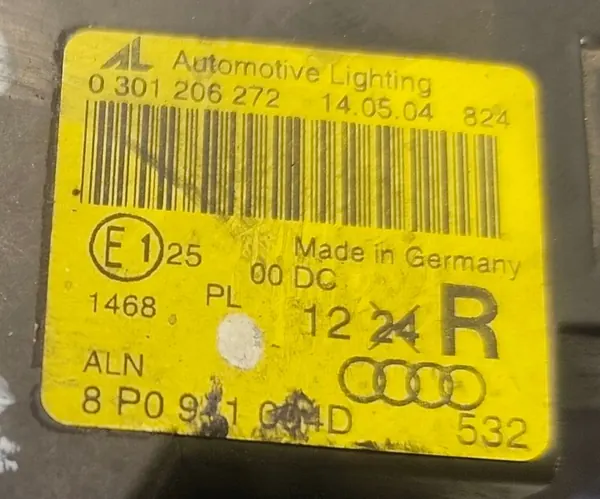 AL Automotive Lighting
0 301 206 272 14.05.04 824
E1 25 Made in Germany
00 DC
1468 PL
12 24 R
ALN
8 P0 941 004D
532